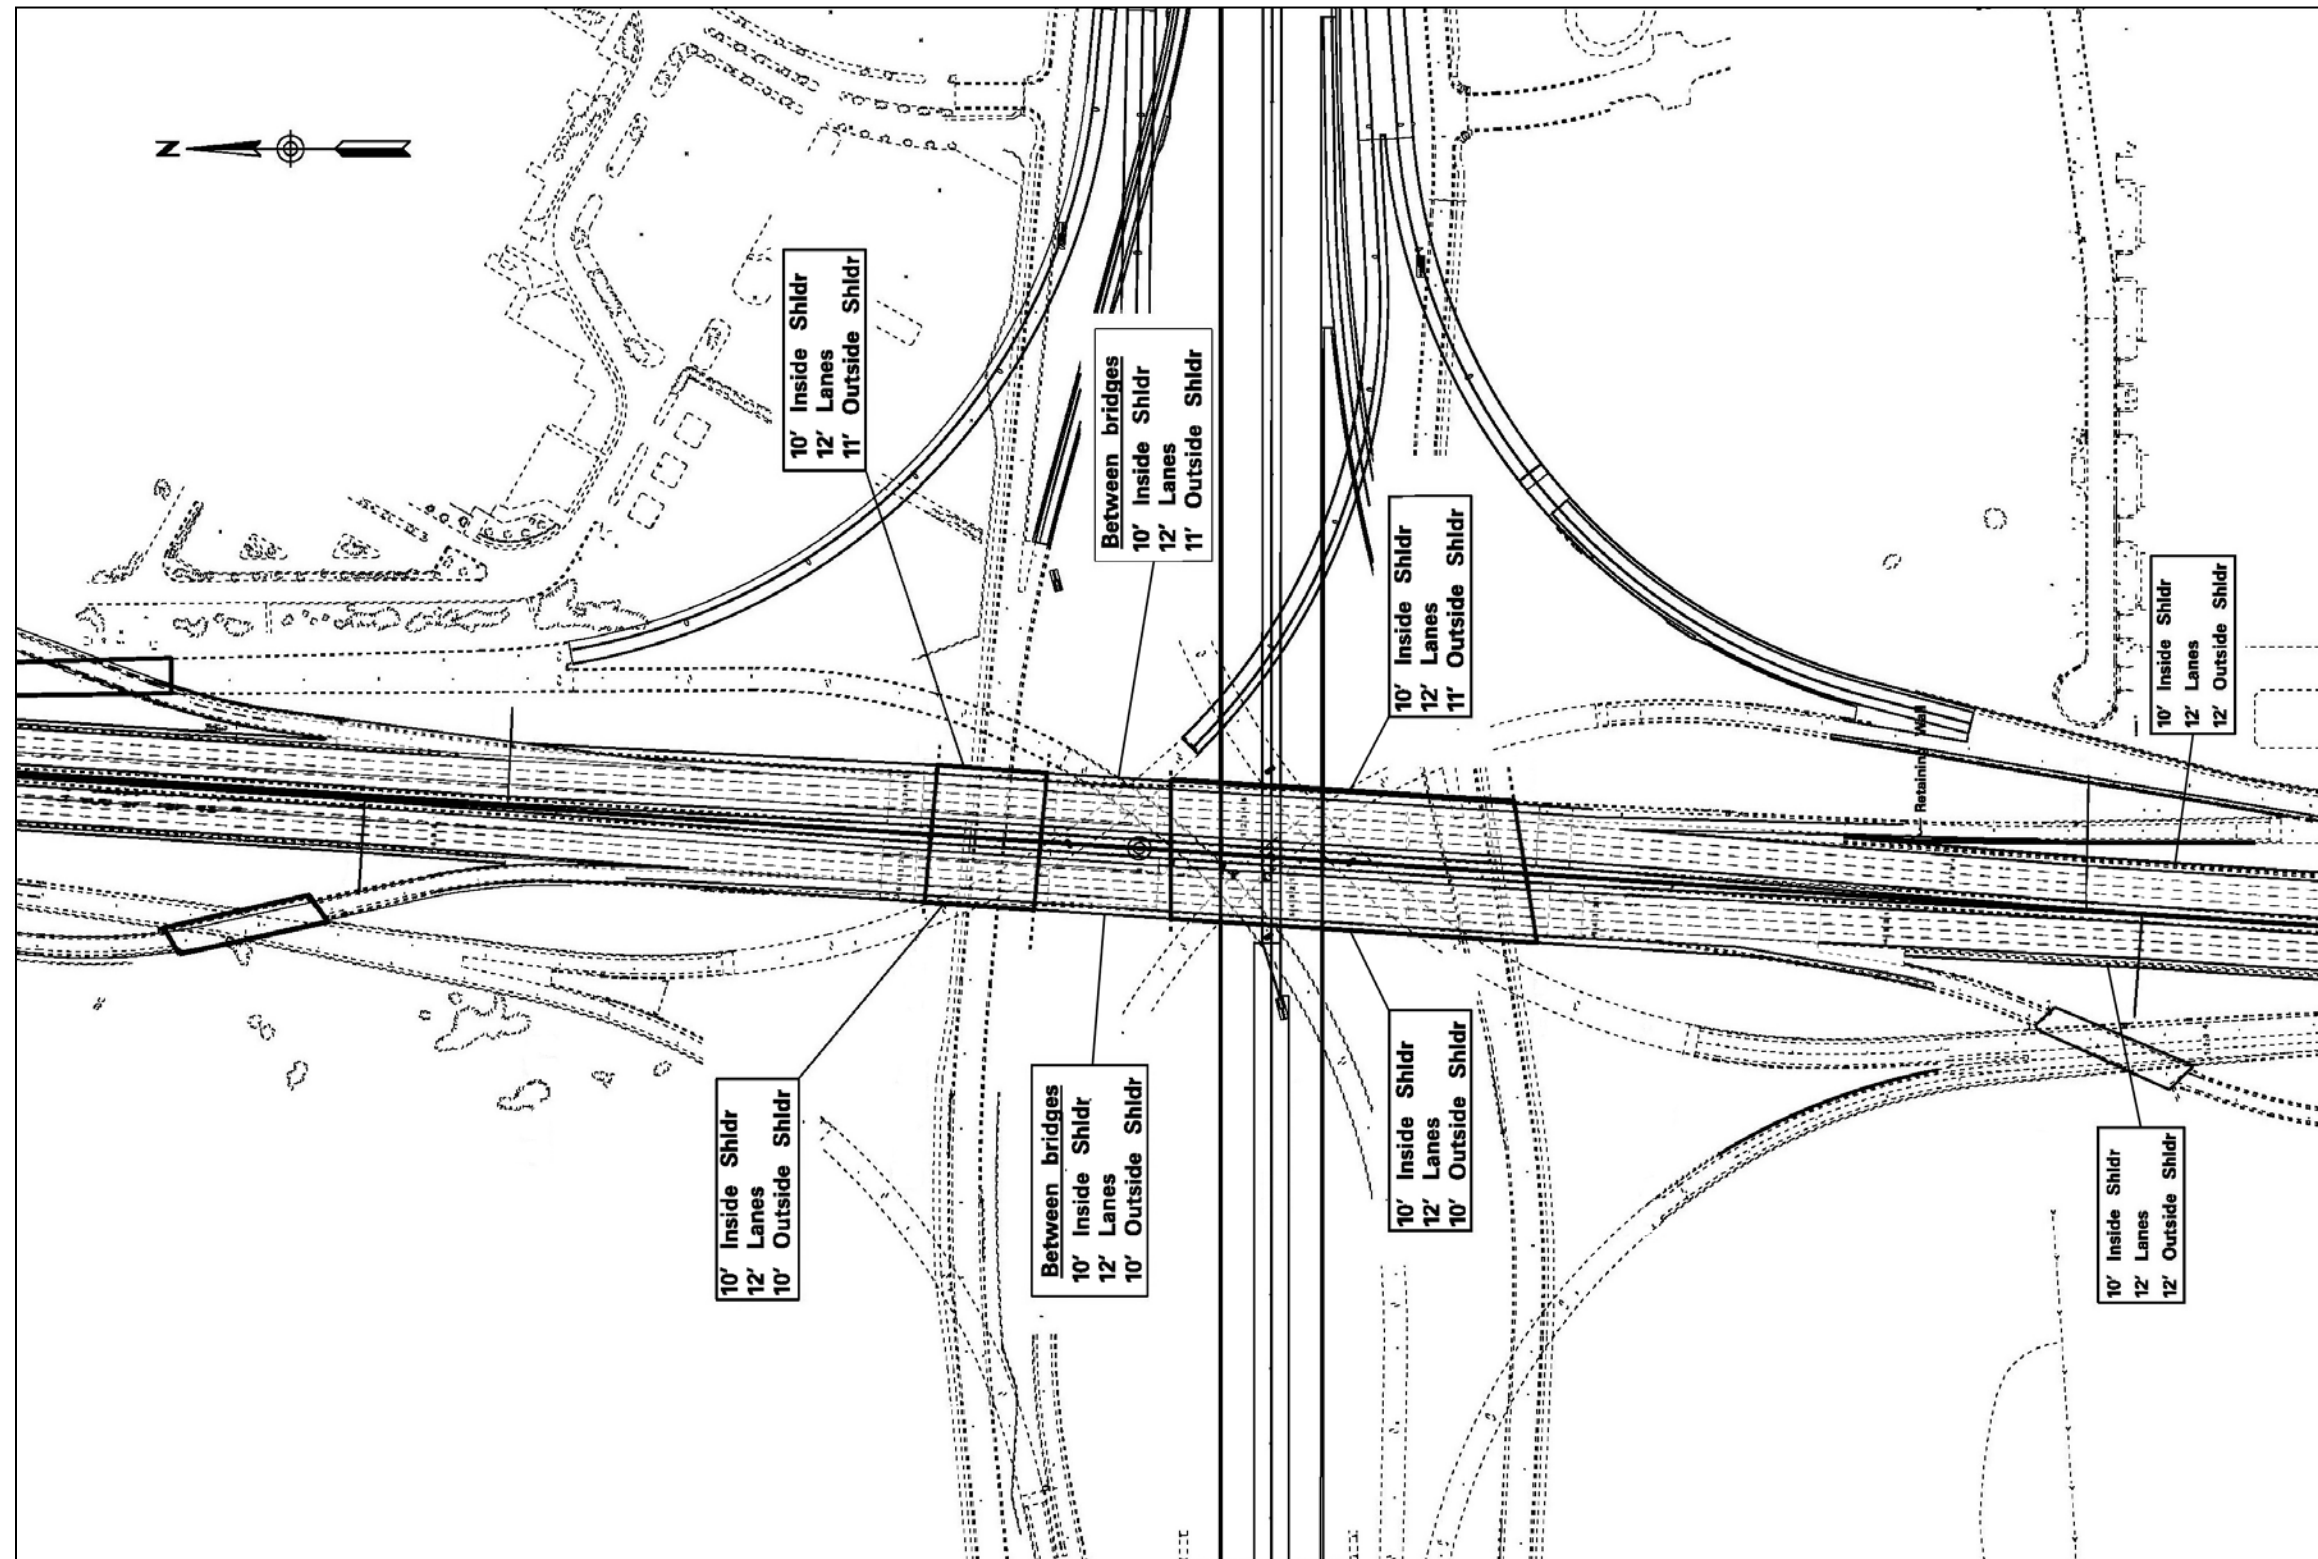 N
10' Inside Shldr
12' Lanes
11' Outside Shldr
Between bridges
10' Inside Shldr
12' Lanes
11' Outside Shldr
10' Inside Shldr
12' Lanes
11' Outside Shldr
10' Inside Shldr
12' Lanes
12' Outside Shldr
Retaining Wall
10' Inside Shldr
12' Lanes
10' Outside Shldr
Between bridges
10' Inside Shldr
12' Lanes
10' Outside Shldr
10' Inside Shldr
12' Lanes
10' Outside Shldr
10' Inside Shldr
12' Lanes
12' Outside Shldr